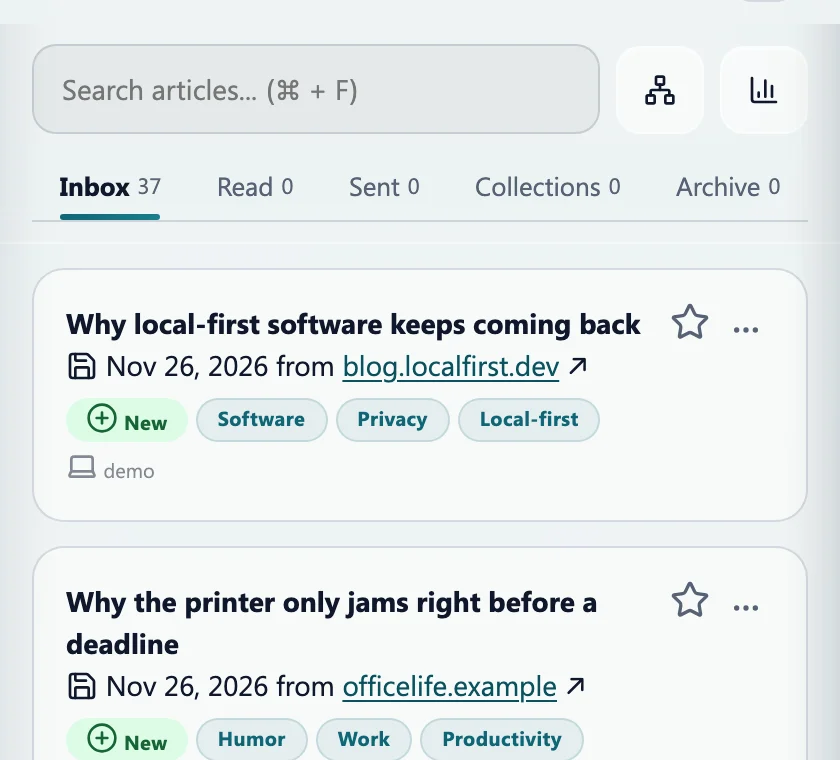 Search articles... (⌘ + F)
Inbox 37 Read 0 Sent 0 Collections 0 Archive 0
Why local-first software keeps coming back
Nov 26, 2026 from blog.localfirst.dev
New Software Privacy Local-first
demo
Why the printer only jams right before a
deadline
Nov 26, 2026 from officelife.example
New Humor Work Productivity